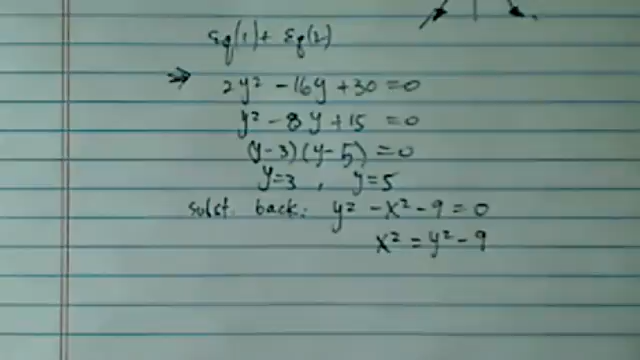 Eq(1) + Eq(2)
2y² - 16y + 30 = 0
y² - 8y + 15 = 0
(y-3)(y-5) = 0
y=3 , y=5
subst. back: y² - x² - 9 = 0
x² = y² - 9